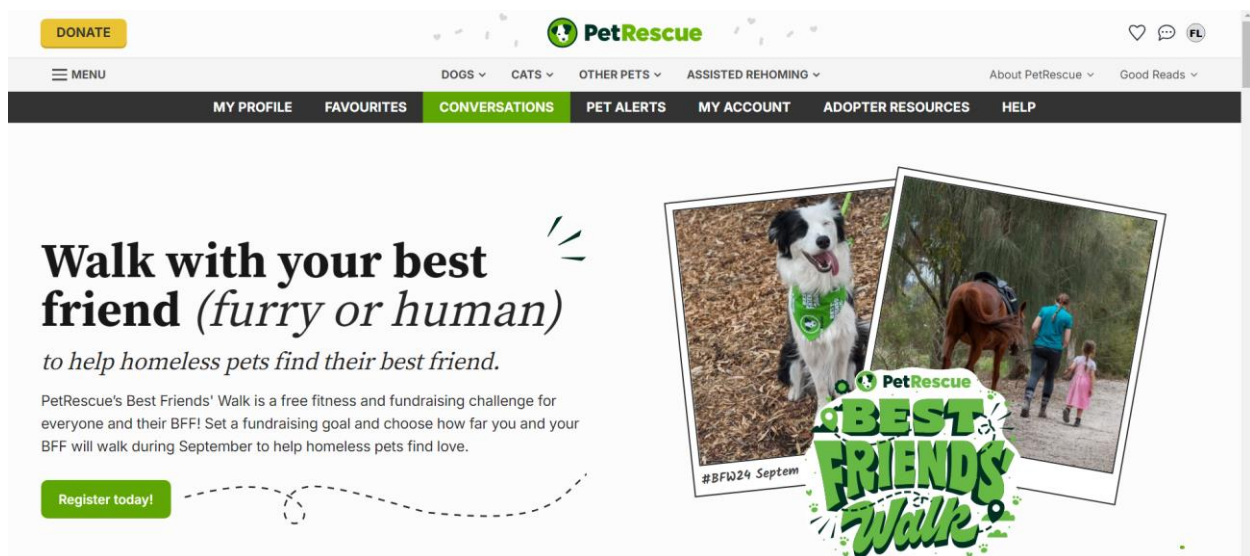 DONATE
PetRescue
FL
MENU
DOGS
CATS
OTHER PETS
ASSISTED REHOMING
About PetRescue
Good Reads
MY PROFILE
FAVOURITES
CONVERSATIONS
PET ALERTS
MY ACCOUNT
ADOPTER RESOURCES
HELP
Walk with your best
friend (furry or human)
to help homeless pets find their best friend.
PetRescue's Best Friends' Walk is a free fitness and fundraising challenge for
everyone and their BFF! Set a fundraising goal and choose how far you and your
BFF will walk during September to help homeless pets find love.
Register today!
#BFW24 Septem
PetRescue
BEST
FRIENDS'
Walk